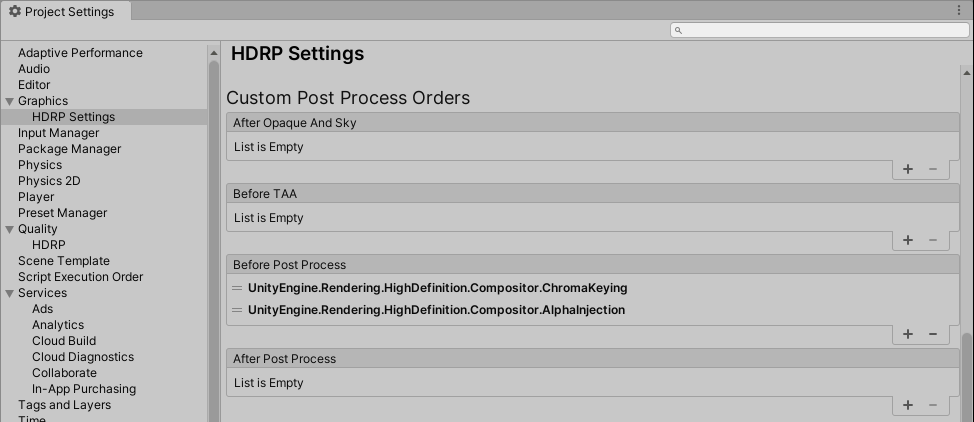 Project Settings
Adaptive Performance
Audio
Editor
Graphics
HDRP Settings
Input Manager
Package Manager
Physics
Physics 2D
Player
Preset Manager
Quality
HDRP
Scene Template
Script Execution Order
Services
Ads
Analytics
Cloud Build
Cloud Diagnostics
Collaborate
In-App Purchasing
Tags and Layers
Time
HDRP Settings
Custom Post Process Orders
After Opaque And Sky
List is Empty
Before TAA
List is Empty
Before Post Process
UnityEngine.Rendering.HighDefinition.Compositor.ChromaKeying
UnityEngine.Rendering.HighDefinition.Compositor.AlphaInjection
After Post Process
List is Empty